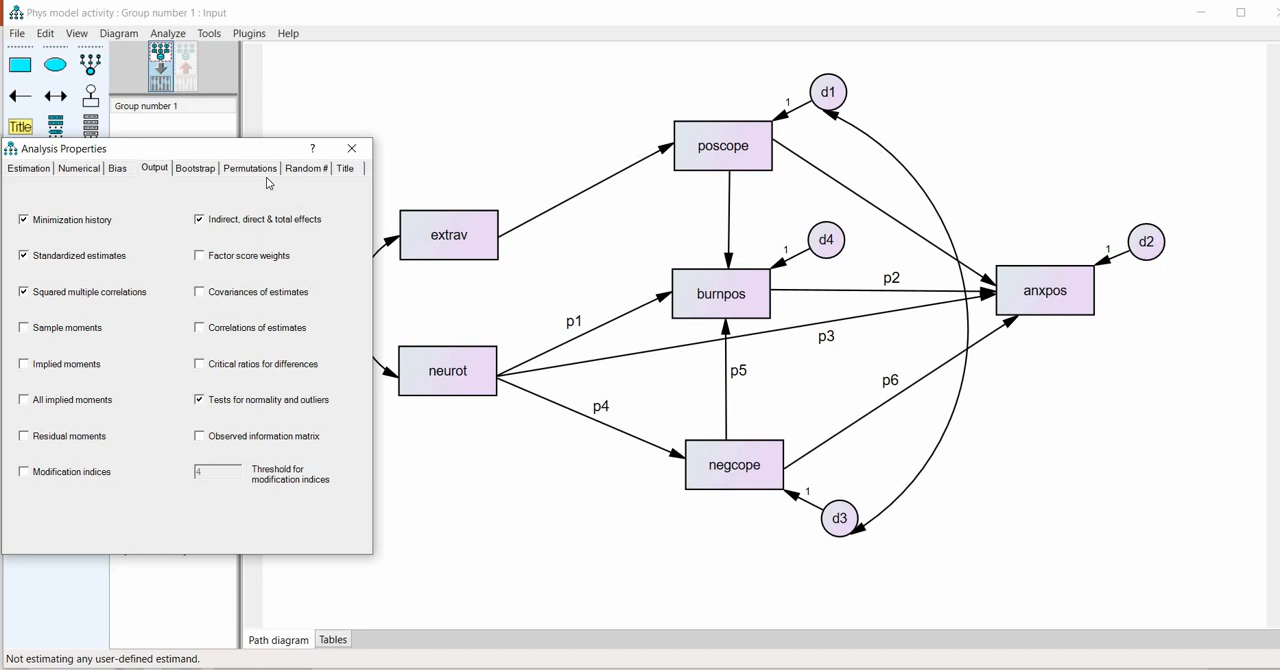 Phys model activity : Group number 1 : Input
File Edit View Diagram Analyze Tools Plugins Help
Title
Group number 1
Analysis Properties ?
Estimation Numerical Bias Output Bootstrap Permutations Random # Title
Minimization history Indirect, direct & total effects
Standardized estimates Factor score weights
Squared multiple correlations Covariances of estimates
Sample moments Correlations of estimates
Implied moments Critical ratios for differences
All implied moments Tests for normality and outliers
Residual moments Observed information matrix
Modification indices 4 Threshold for
modification indices
d1
1
poscope
extrav
d4
1
d2
1
burnpos
p2
anxpos
p1
p3
neurot
p5
p4
p6
negcope
1
d3
Path diagram Tables
Not estimating any user-defined estimand.